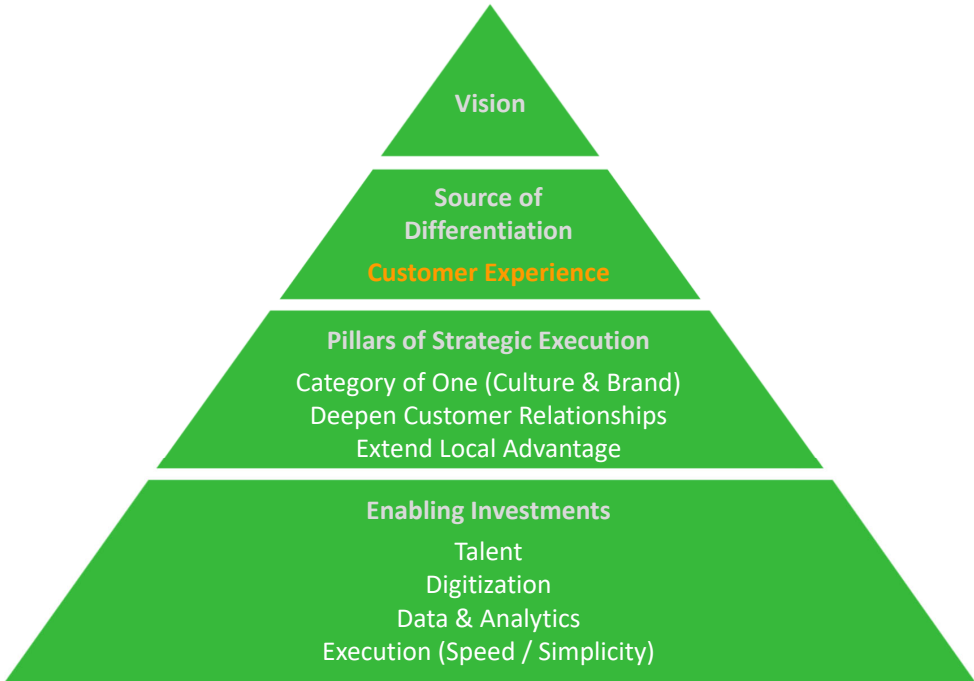 Vision
Source of
Differentiation
Customer Experience
Pillars of Strategic Execution
Category of One (Culture & Brand)
Deepen Customer Relationships
Extend Local Advantage
Enabling Investments
Talent
Digitization
Data & Analytics
Execution (Speed / Simplicity)